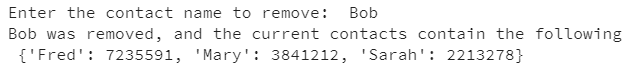 Enter the contact name to remove:  Bob
Bob was removed, and the current contacts contain the following
 {'Fred': 7235591, 'Mary': 3841212, 'Sarah': 2213278}